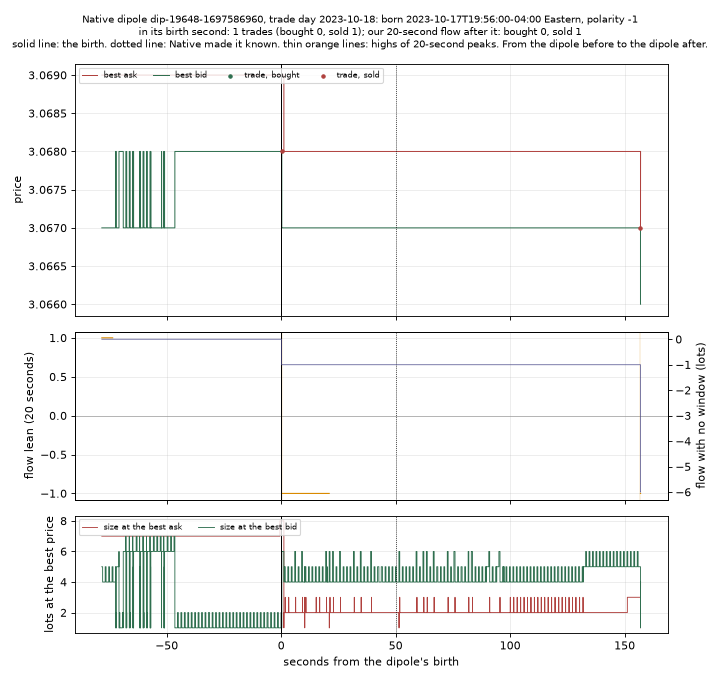 Native dipole dip-19648-1697586960, trade day 2023-10-18: born 2023-10-17T19:56:00-04:00 Eastern, polarity -1
in its birth second: 1 trades (bought 0, sold 1); our 20-second flow after it: bought 0, sold 1
solid line: the birth. dotted line: Native made it known. thin orange lines: highs of 20-second peaks. From the dipole before to the dipole after.
best ask best bid trade, bought trade, sold
3.0690
3.0685
3.0680
3.0675
3.0670
3.0665
3.0660
price
1.0
0.5
0.0
−0.5
−1.0
flow lean (20 seconds)
0
−1
−2
−3
−4
−5
−6
flow with no window (lots)
size at the best ask size at the best bid
8
6
4
2
lots at the best price
−50 0 50 100 150
seconds from the dipole's birth